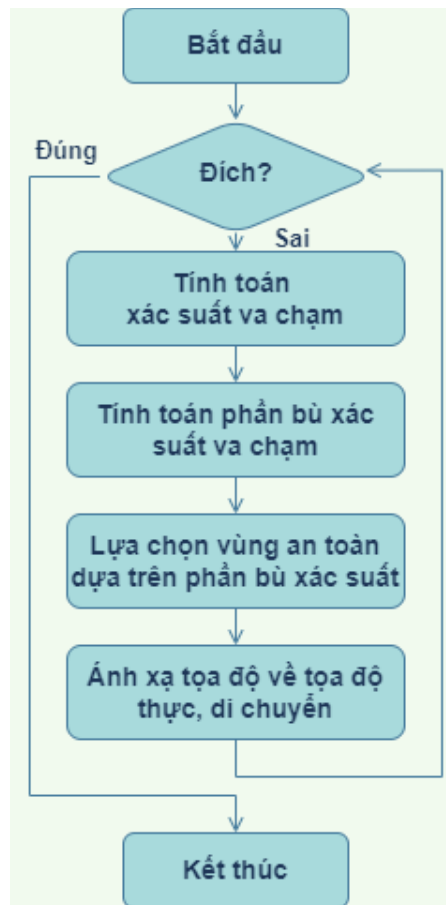 Bắt đầu
Đúng
Đích?
Sai
Tính toán
xác suất va chạm
Tính toán phần bù xác
suất va chạm
Lựa chọn vùng an toàn
dựa trên phần bù xác suất
Ánh xạ tọa độ về tọa độ
thực, di chuyển
Kết thúc